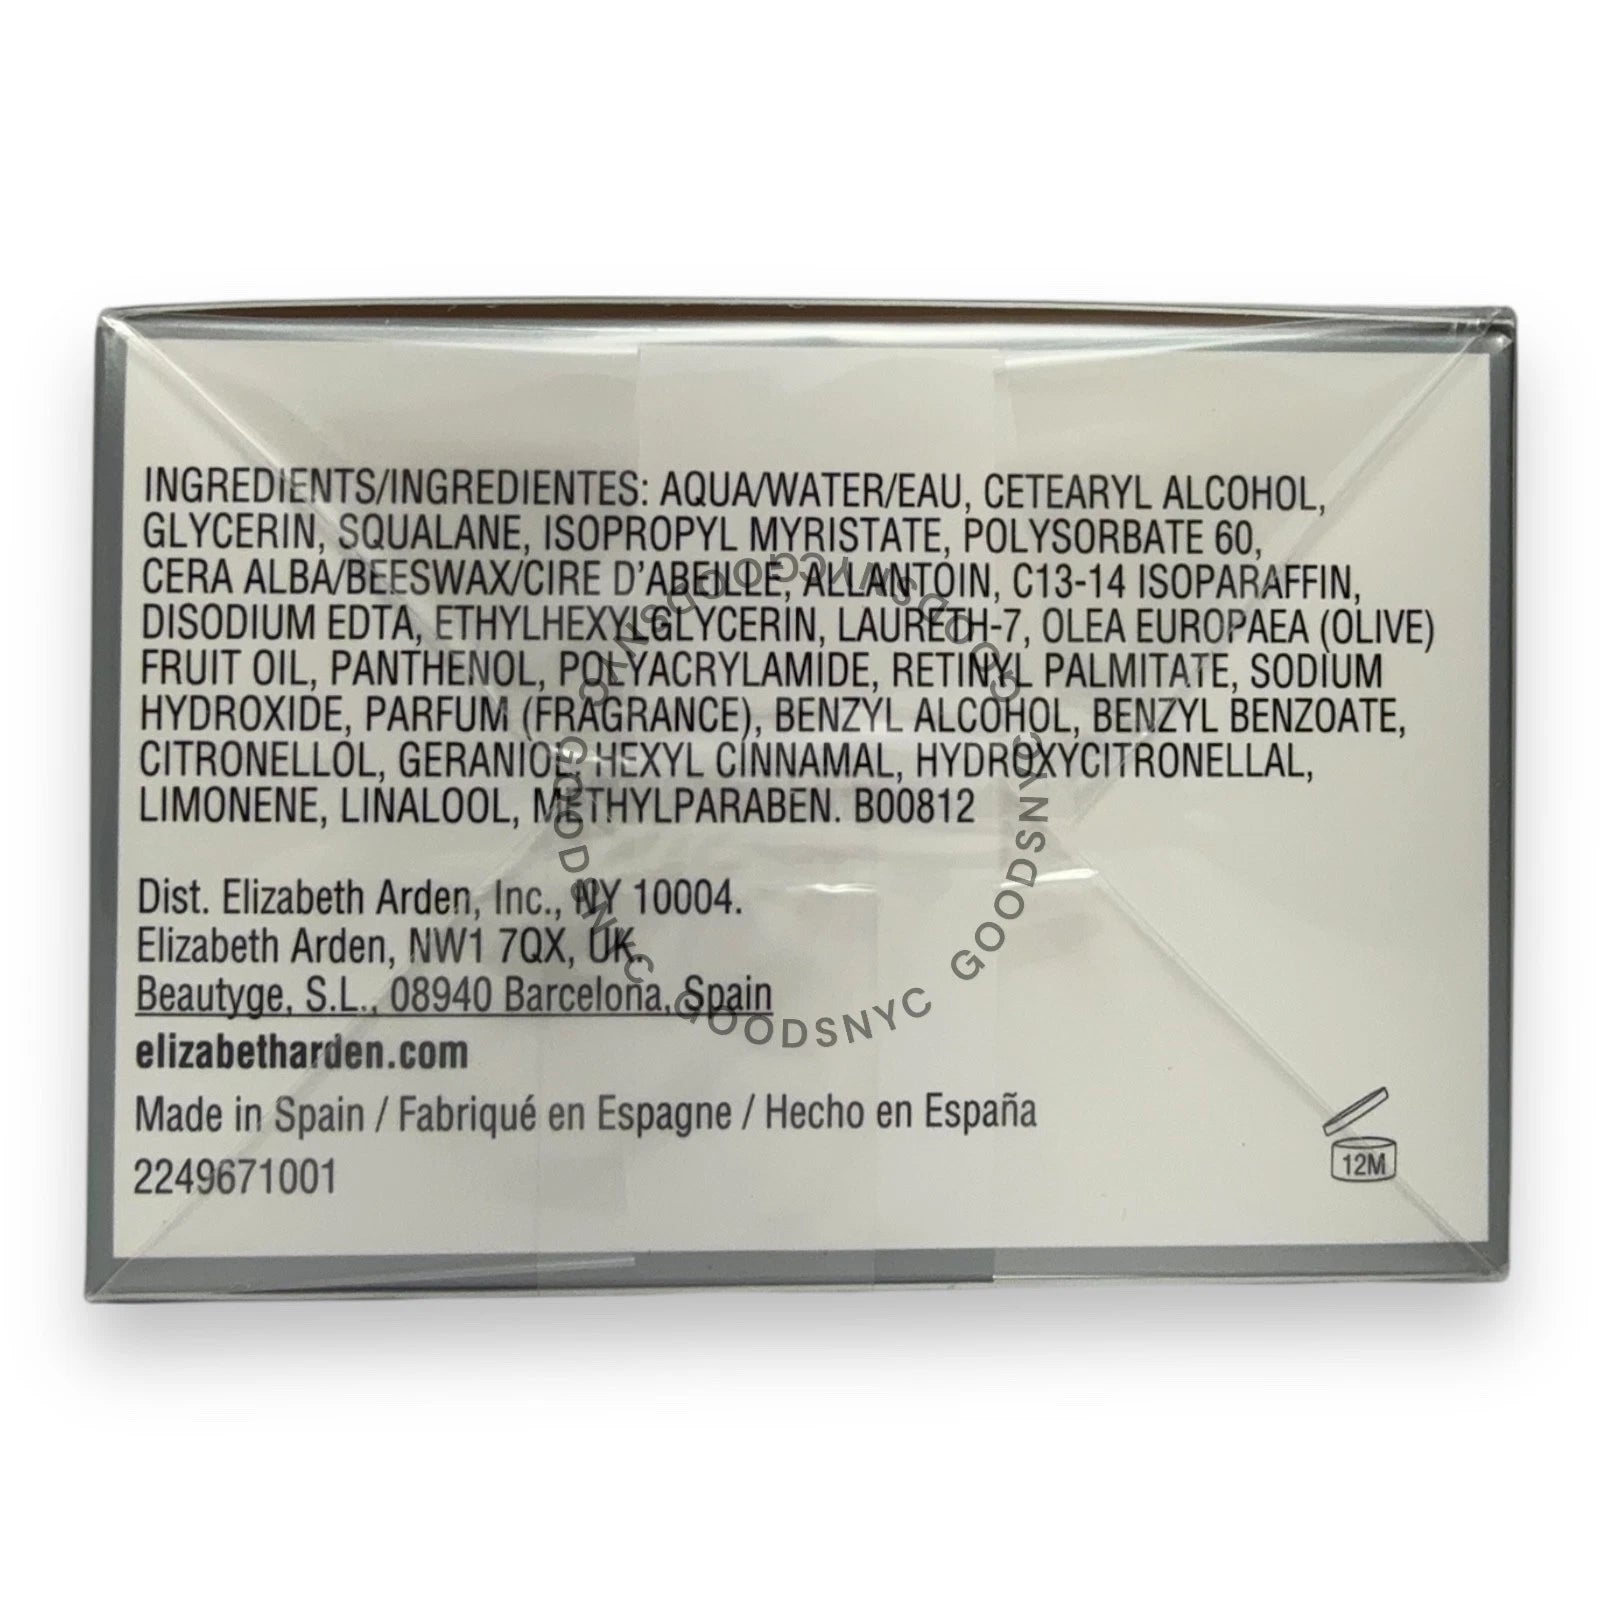 INGREDIENTS/INGREDIENTES: AQUA/WATER/EAU, CETEARYL ALCOHOL,
GLYCERIN, SQUALANE, ISOPROPYL MYRISTATE, POLYSORBATE 60,
CERA ALBA/BEESWAX/CIRE D'ABEILLE, ALLANTOIN, C13-14 ISOPARAFFIN,
DISODIUM EDTA, ETHYLHEXYLGLYCERIN, LAURETH-7, OLEA EUROPAEA (OLIVE)
FRUIT OIL, PANTHENOL, POLYACRYLAMIDE, RETINYL PALMITATE, SODIUM
HYDROXIDE, PARFUM (FRAGRANCE), BENZYL ALCOHOL, BENZYL BENZOATE,
CITRONELLOL, GERANIOL, HEXYL CINNAMAL, HYDROXYCITRONELLAL,
LIMONENE, LINALOOL, METHYLPARABEN. B00812
Dist. Elizabeth Arden, Inc., NY 10004.
Elizabeth Arden, NW1 7QX, UK.
Beautyge, S.L., 08940 Barcelona, Spain
elizabetharden.com
Made in Spain / Fabriqué en Espagne / Hecho en España
2249671001
12M
GOODSNYC GOODSNYC GOODSNYC GOODSNYC GOODSNYC GOODSNYC